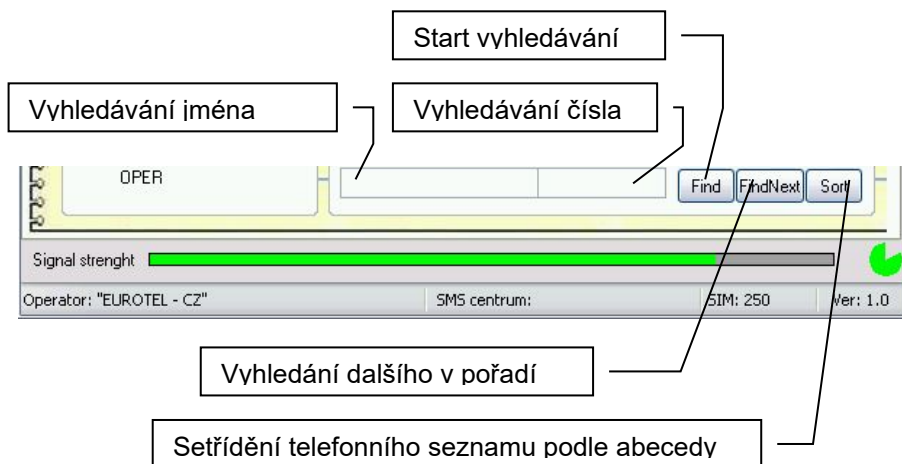 Start vyhledávání
Vyhledávání jména
Vyhledávání čísla
OPER
Find FindNext Sort
Signal strenght
Operator: "EUROTEL - CZ" SMS centrum: SIM: 250 Ver: 1.0
Vyhledání dalšího v pořadí
Setřídění telefonního seznamu podle abecedy